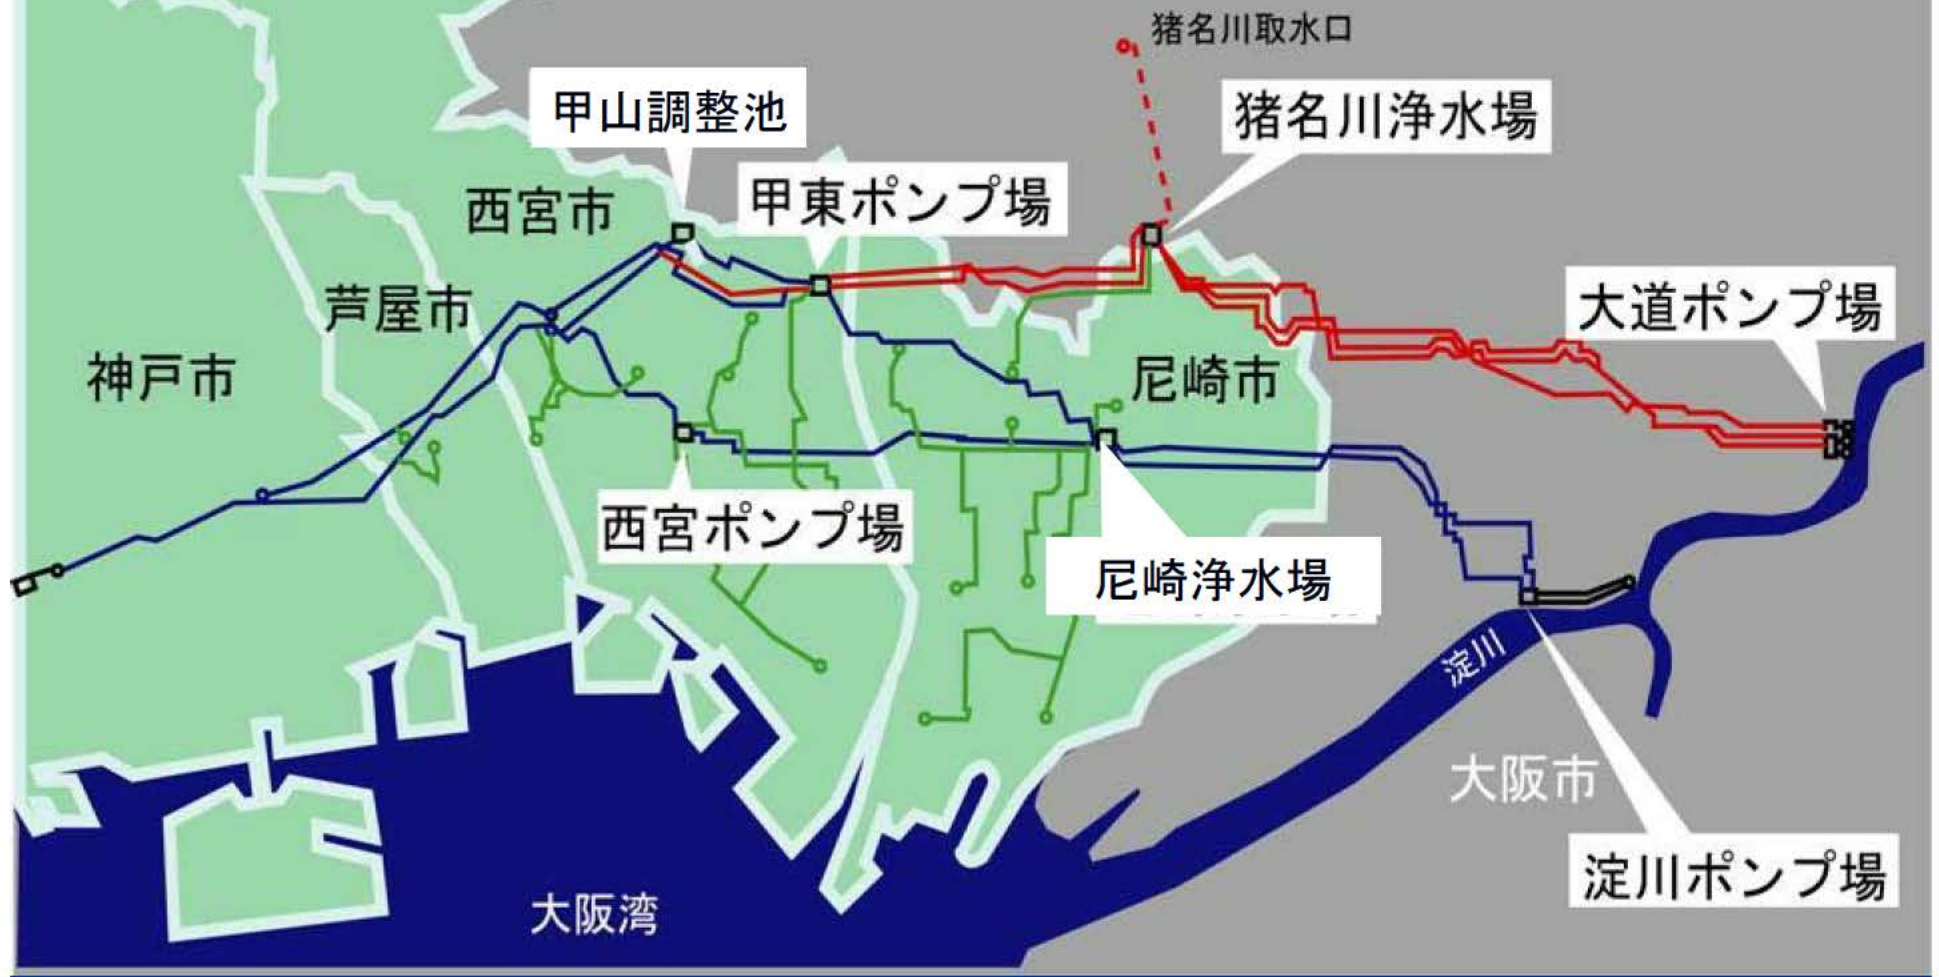 猪名川取水口
甲山調整池
猪名川浄水場
西宮市
甲東ポンプ場
芦屋市
大道ポンプ場
神戸市
尼崎市
西宮ポンプ場
尼崎浄水場
淀川
大阪市
淀川ポンプ場
大阪湾